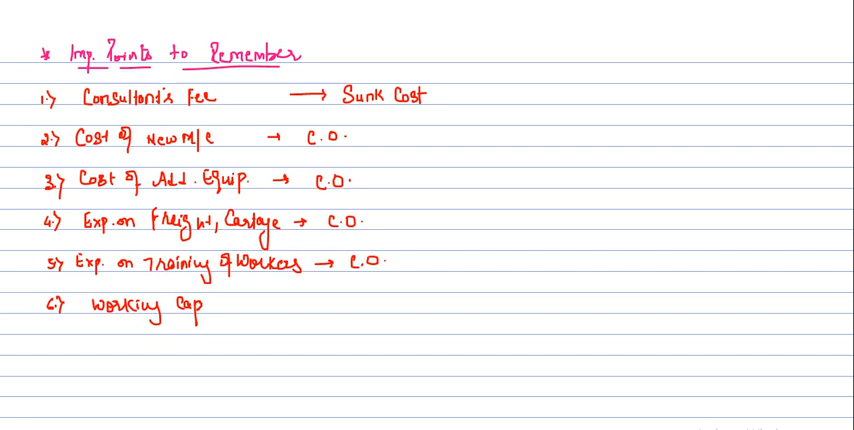 * Imp. Points to Remember
1.) Consultant's Fee → Sunk Cost
2.) Cost of New M/c → C.O.
3.) Cost of Add. Equip. → C.O.
4.) Exp. on Freight, Cartage → C.O.
5.) Exp. on Training of Workers → C.O.
6.) Working Cap